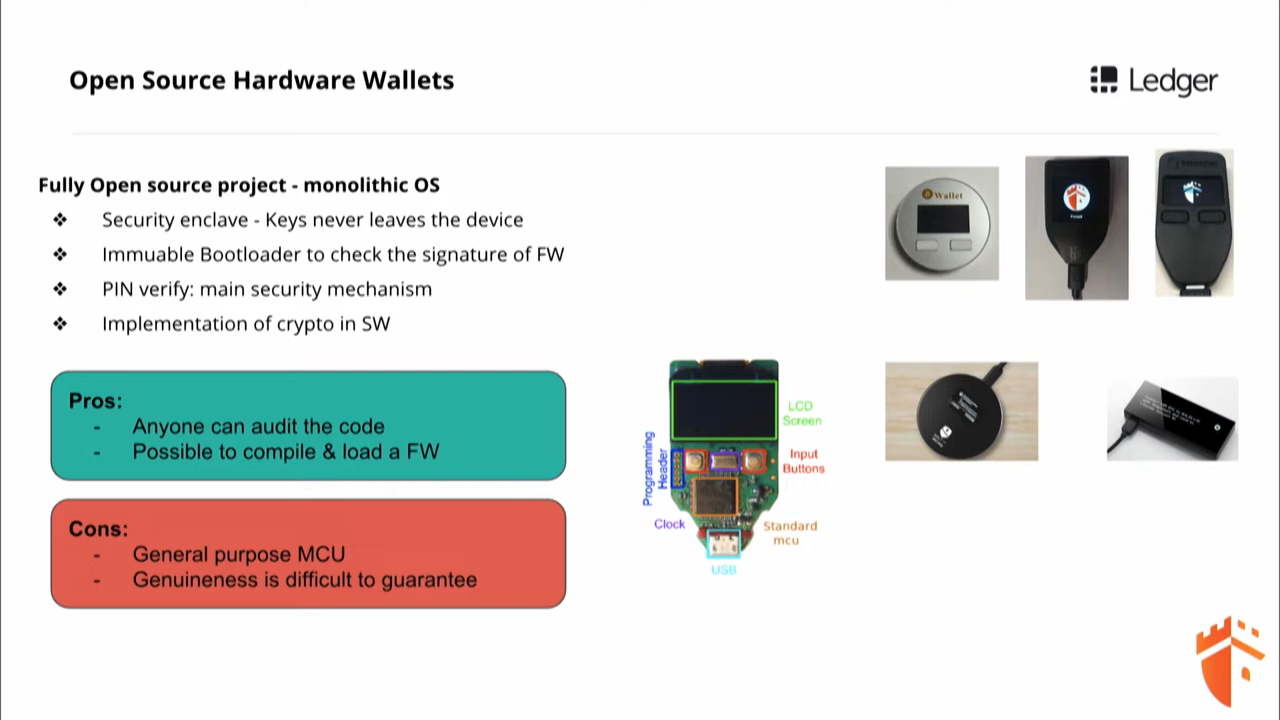 Open Source Hardware Wallets
Ledger
Fully Open source project - monolithic OS
❖ Security enclave - Keys never leaves the device
❖ Immuable Bootloader to check the signature of FW
❖ PIN verify: main security mechanism
❖ Implementation of crypto in SW
Pros:
- Anyone can audit the code
- Possible to compile & load a FW
Cons:
- General purpose MCU
- Genuineness is difficult to guarantee
LCD
Screen
Programming
Header
Input
Buttons
Clock
Standard
mcu
USB
Wallet